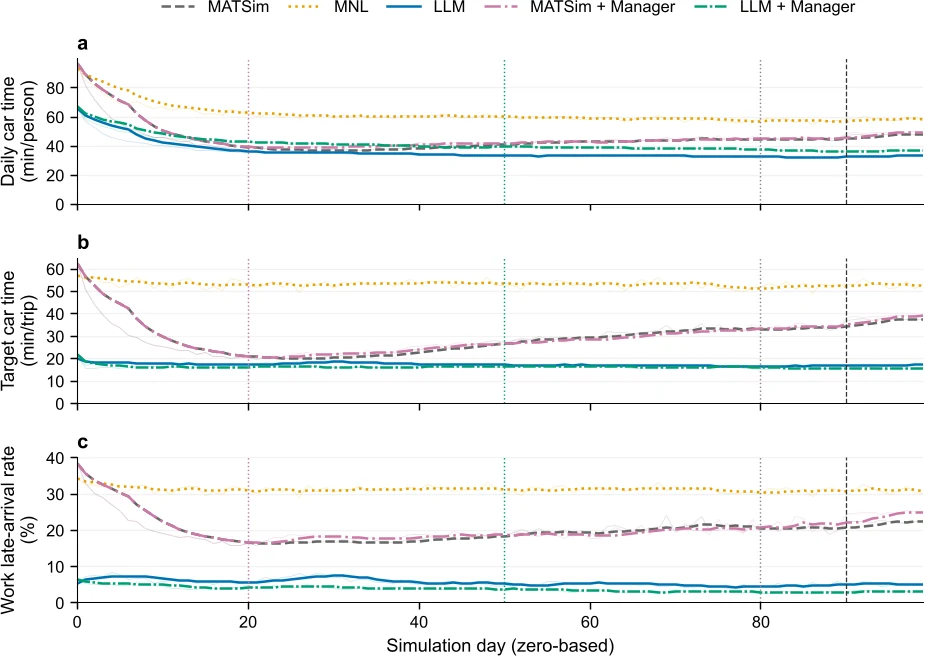 MATSim MNL LLM MATSim + Manager LLM + Manager
a
Daily car time
(min/person)
80
60
40
20
0
b
Target car time
(min/trip)
60
50
40
30
20
10
0
c
Work late-arrival rate
(%)
40
30
20
10
0
0 20 40 60 80
Simulation day (zero-based)